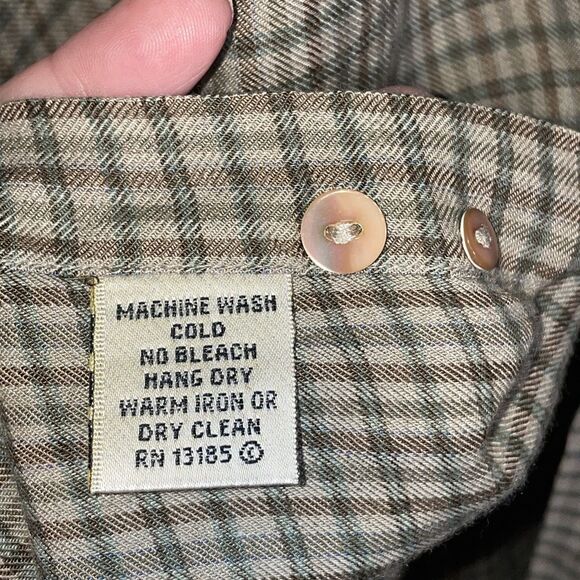 MACHINE WASH
COLD
NO BLEACH
HANG DRY
WARM IRON OR
DRY CLEAN
RN 13185 ©